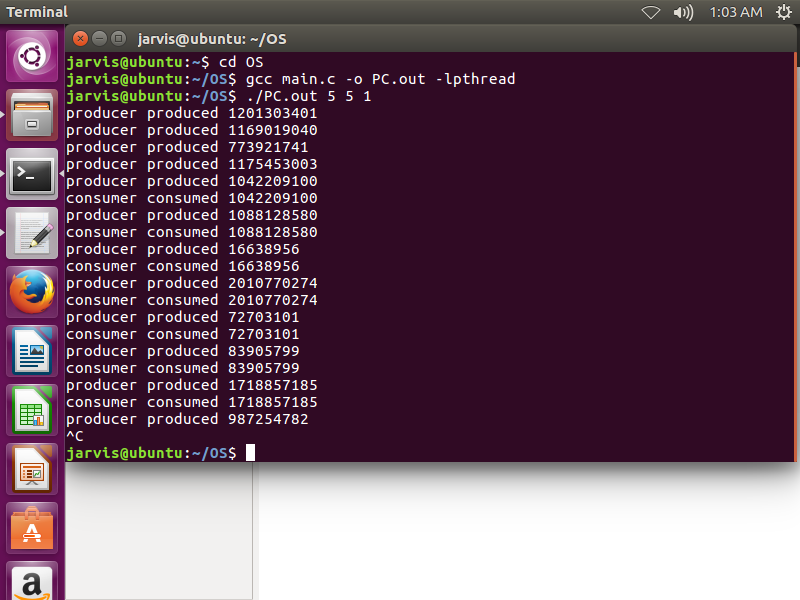 Terminal
1:03 AM
jarvis@ubuntu: ~/OS
jarvis@ubuntu:~$ cd OS
jarvis@ubuntu:~/OS$ gcc main.c -o PC.out -lpthread
jarvis@ubuntu:~/OS$ ./PC.out 5 5 1
producer produced 1201303401
producer produced 1169019040
producer produced 773921741
producer produced 1175453003
producer produced 1042209100
consumer consumed 1042209100
producer produced 1088128580
consumer consumed 1088128580
producer produced 16638956
consumer consumed 16638956
producer produced 2010770274
consumer consumed 2010770274
producer produced 72703101
consumer consumed 72703101
producer produced 83905799
consumer consumed 83905799
producer produced 1718857185
consumer consumed 1718857185
producer produced 987254782
^C
jarvis@ubuntu:~/OS$